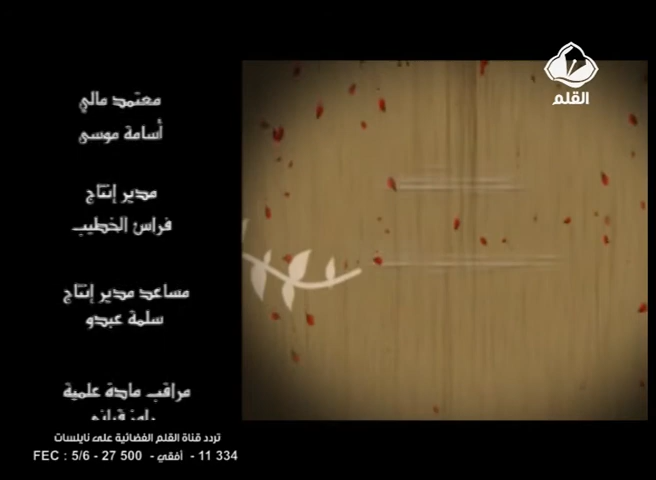 القلم
معتمد مالي
أسامة موسى
مدير إنتاج
فراس الخطيب
مساعد مدير إنتاج
سلمة عبدو
مراقب مادة علمية
تردد قناة القلم الفضائية على نايلسات
11 334 - أفقي - 27 500 - FEC : 5/6